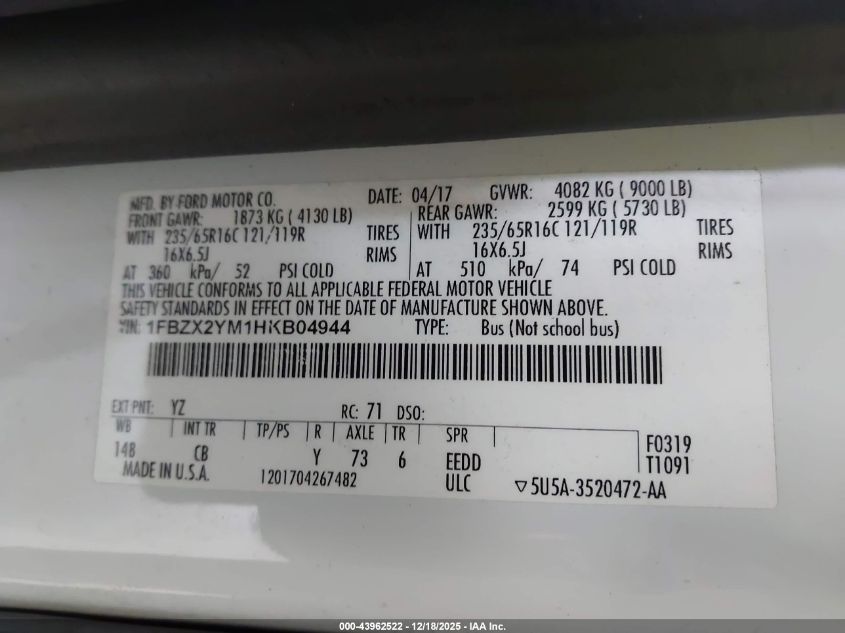 MFD. BY FORD MOTOR CO. DATE: 04/17 GVWR: 4082 KG ( 9000 LB)
FRONT GAWR: 1873 KG ( 4130 LB) REAR GAWR: 2599 KG ( 5730 LB)
WITH 235/65R16C 121/119R TIRES WITH 235/65R16C 121/119R TIRES
16X6.5J RIMS 16X6.5J RIMS
AT 360 kPa/ 52 PSI COLD AT 510 kPa/ 74 PSI COLD
THIS VEHICLE CONFORMS TO ALL APPLICABLE FEDERAL MOTOR VEHICLE
SAFETY STANDARDS IN EFFECT ON THE DATE OF MANUFACTURE SHOWN ABOVE.
VIN: 1FBZX2YM1HKB04944 TYPE: Bus (Not school bus)
EXT PNT: YZ RC: 71 DSO:
WB INT TR TP/PS R AXLE TR SPR F0319
148 CB Y 73 6 EEDD T1091
MADE IN U.S.A. 1201704267482 ULC ▽5U5A-3520472-AA
000-43962522 - 12/18/2025 - IAA Inc.